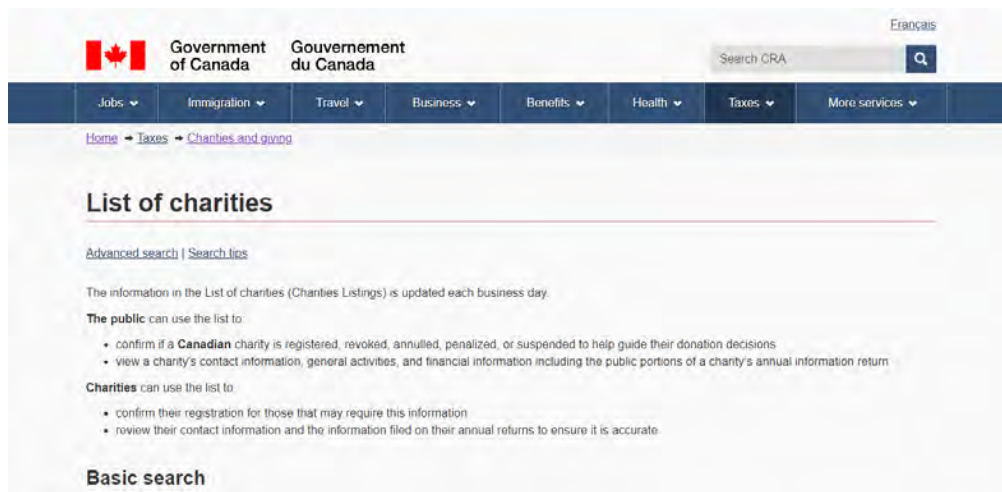 Français
Government of Canada
Gouvernement du Canada
Search CRA
Jobs Immigration Travel Business Benefits Health Taxes More services
Home → Taxes → Charities and giving
List of charities
Advanced search | Search tips
The information in the List of charities (Charities Listings) is updated each business day.
The public can use the list to:
• confirm if a Canadian charity is registered, revoked, annulled, penalized, or suspended to help guide their donation decisions
• view a charity's contact information, general activities, and financial information including the public portions of a charity's annual information return
Charities can use the list to:
• confirm their registration for those that may require this information
• review their contact information and the information filed on their annual returns to ensure it is accurate
Basic search